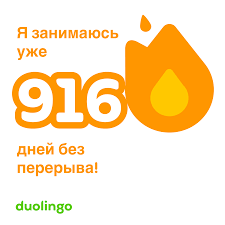 Я занимаюсь
уже
916
дней без
перерыва!
duolingo